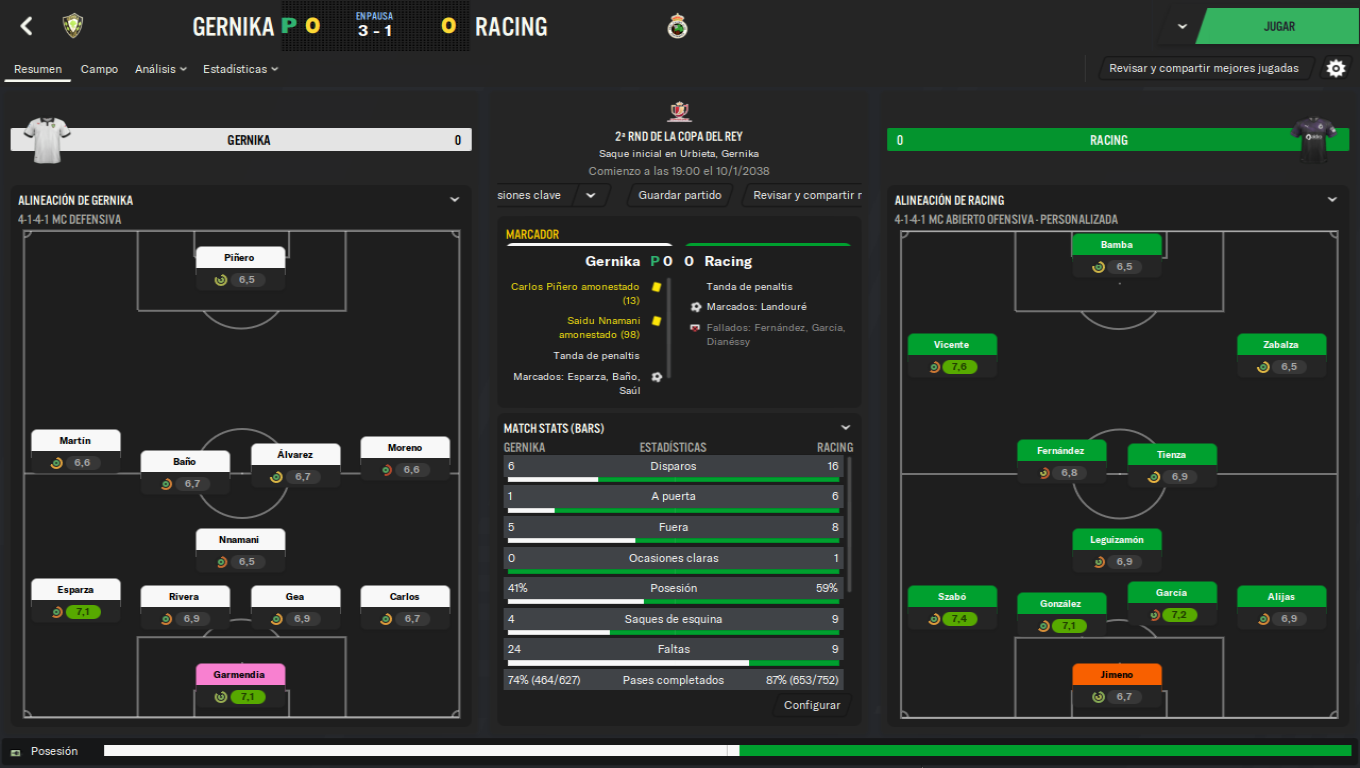 GERNIKA P 0 EN PAUSA 3 - 1 0 RACING
JUGAR
Resumen Campo Análisis Estadísticas
Revisar y compartir mejores jugadas
GERNIKA 0
2ª RND DE LA COPA DEL REY
Saque inicial en Urbieta, Gernika
Comienzo a las 19:00 el 10/1/2038
0 RACING
siones clave Guardar partido Revisar y compartir r
ALINEACIÓN DE GERNIKA
4-1-4-1 MC DEFENSIVA
Piñero
6,5
Martín
6,6
Baño
6,7
Álvarez
6,7
Moreno
6,6
Nnamani
6,5
Esparza
7,1
Rivera
6,9
Gea
6,9
Carlos
6,7
Garmendia
7,1
MARCADOR
Gernika P 0 0 Racing
Carlos Piñero amonestado
(13)
Saidu Nnamani
amonestado (98)
Tanda de penaltis
Marcados: Esparza, Baño,
Saúl
Tanda de penaltis
Marcados: Landouré
Fallados: Fernández, García,
Dianéssy
MATCH STATS (BARS)
GERNIKA ESTADÍSTICAS RACING
6 Disparos 16
1 A puerta 6
5 Fuera 8
0 Ocasiones claras 1
41% Posesión 59%
4 Saques de esquina 9
24 Faltas 9
74% (464/627) Pases completados 87% (653/752)
Configurar
ALINEACIÓN DE RACING
4-1-4-1 MC ABIERTO OFENSIVA - PERSONALIZADA
Bamba
6,5
Vicente
7,6
Zabalza
6,5
Fernández
6,8
Tienza
6,9
Leguizamón
6,9
Szabó
7,4
González
7,1
García
7,2
Alijas
6,9
Jimeno
6,7
Posesión